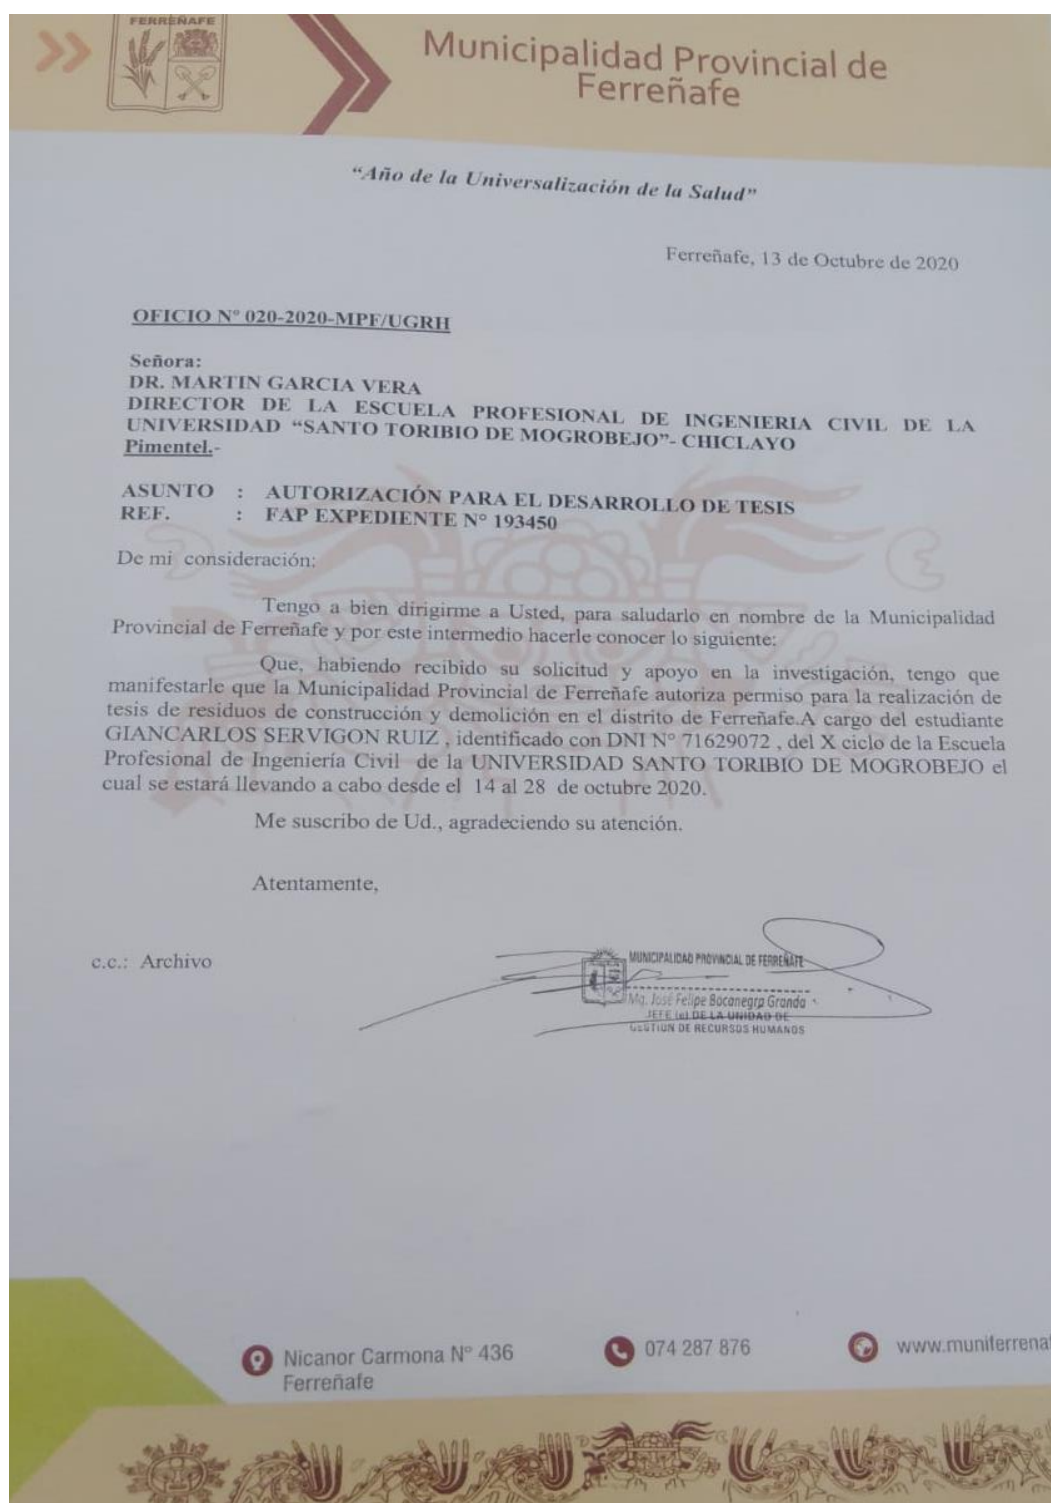 FERREÑAFE
Municipalidad Provincial de
Ferreñafe
“Año de la Universalización de la Salud”
Ferreñafe, 13 de Octubre de 2020
OFICIO Nº 020-2020-MPF/UGRH
Señora:
DR. MARTIN GARCIA VERA
DIRECTOR DE LA ESCUELA PROFESIONAL DE INGENIERIA CIVIL DE LA
UNIVERSIDAD “SANTO TORIBIO DE MOGROBEJO”- CHICLAYO
Pimentel.-
ASUNTO : AUTORIZACIÓN PARA EL DESARROLLO DE TESIS
REF. : FAP EXPEDIENTE N° 193450
De mi consideración:
Tengo a bien dirigirme a Usted, para saludarlo en nombre de la Municipalidad
Provincial de Ferreñafe y por este intermedio hacerle conocer lo siguiente:
Que, habiendo recibido su solicitud y apoyo en la investigación, tengo que
manifestarle que la Municipalidad Provincial de Ferreñafe autoriza permiso para la realización de
tesis de residuos de construcción y demolición en el distrito de Ferreñafe.A cargo del estudiante
GIANCARLOS SERVIGON RUIZ , identificado con DNI N° 71629072 , del X ciclo de la Escuela
Profesional de Ingeniería Civil de la UNIVERSIDAD SANTO TORIBIO DE MOGROBEJO el
cual se estará llevando a cabo desde el 14 al 28 de octubre 2020.
Me suscribo de Ud., agradeciendo su atención.
Atentamente,
c.c.: Archivo
MUNICIPALIDAD PROVINCIAL DE FERREÑAFE
Mg. José Felipe Bocanegra Granda
JEFE (e) DE LA UNIDAD DE
GESTIÓN DE RECURSOS HUMANOS
Nicanor Carmona N° 436
Ferreñafe
074 287 876
www.muniferrenaf